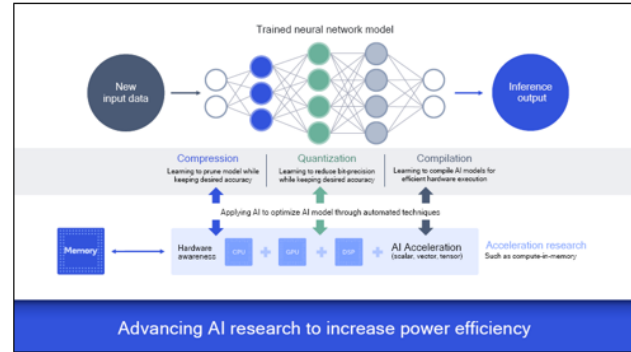 Trained neural network model
New
input data
Inference
output
Compression
Learning to prune model while
keeping desired accuracy
Quantization
Learning to reduce bit-precision
while keeping desired accuracy
Compilation
Learning to compile AI models for
efficient hardware execution
Applying AI to optimize AI model through automated techniques
Memory
Hardware
awareness
CPU
GPU
DSP
AI Acceleration
(scalar, vector, tensor)
Acceleration research
Such as compute-in-memory
Advancing AI research to increase power efficiency